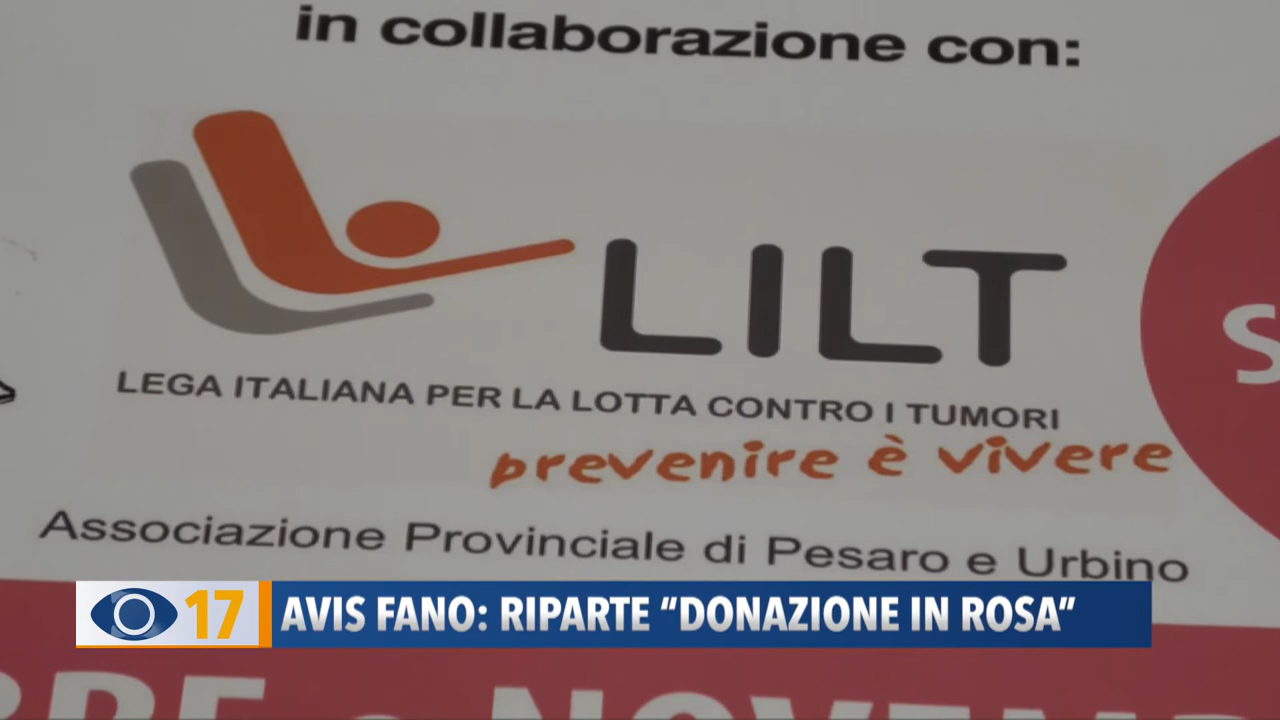 in collaborazione con:
LILT
LEGA ITALIANA PER LA LOTTA CONTRO I TUMORI
prevenire è vivere
Associazione Provinciale di Pesaro e Urbino
17 AVIS FANO: RIPARTE “DONAZIONE IN ROSA”